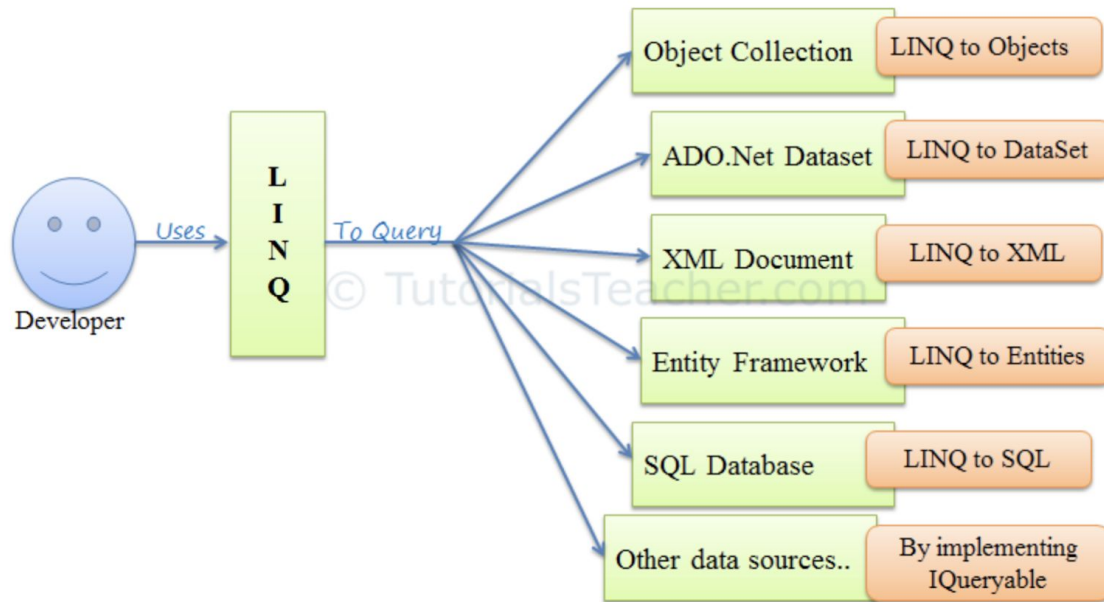 Object Collection
LINQ to Objects
ADO.Net Dataset
LINQ to DataSet
L
I
N
Q
Uses
To Query
XML Document
LINQ to XML
© TutorialsTeacher.com
Developer
Entity Framework
LINQ to Entities
SQL Database
LINQ to SQL
Other data sources..
By implementing
IQueryable